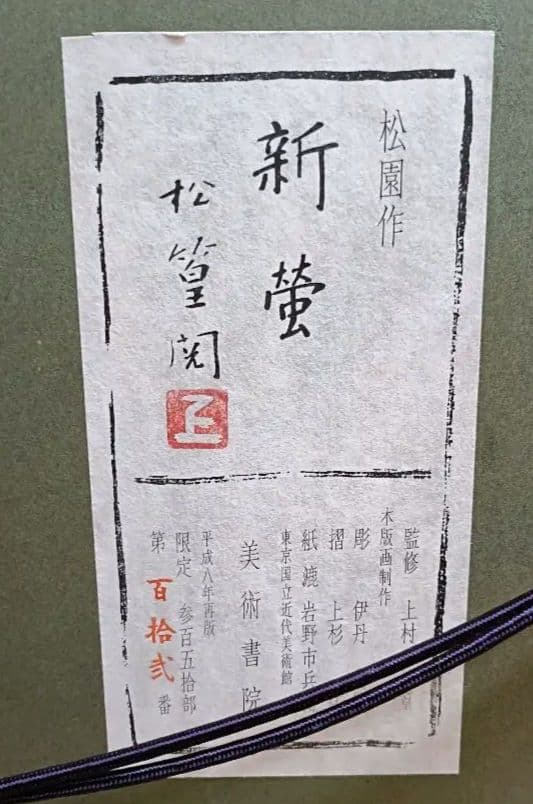 松園作
新螢
松篁閲
上
監修 上村
木版画制作
彫 伊丹
摺 上杉
紙漉 岩野市兵
東京国立近代美術館
美術書院
平成八年再版
限定 参百五拾部
第百拾弐番